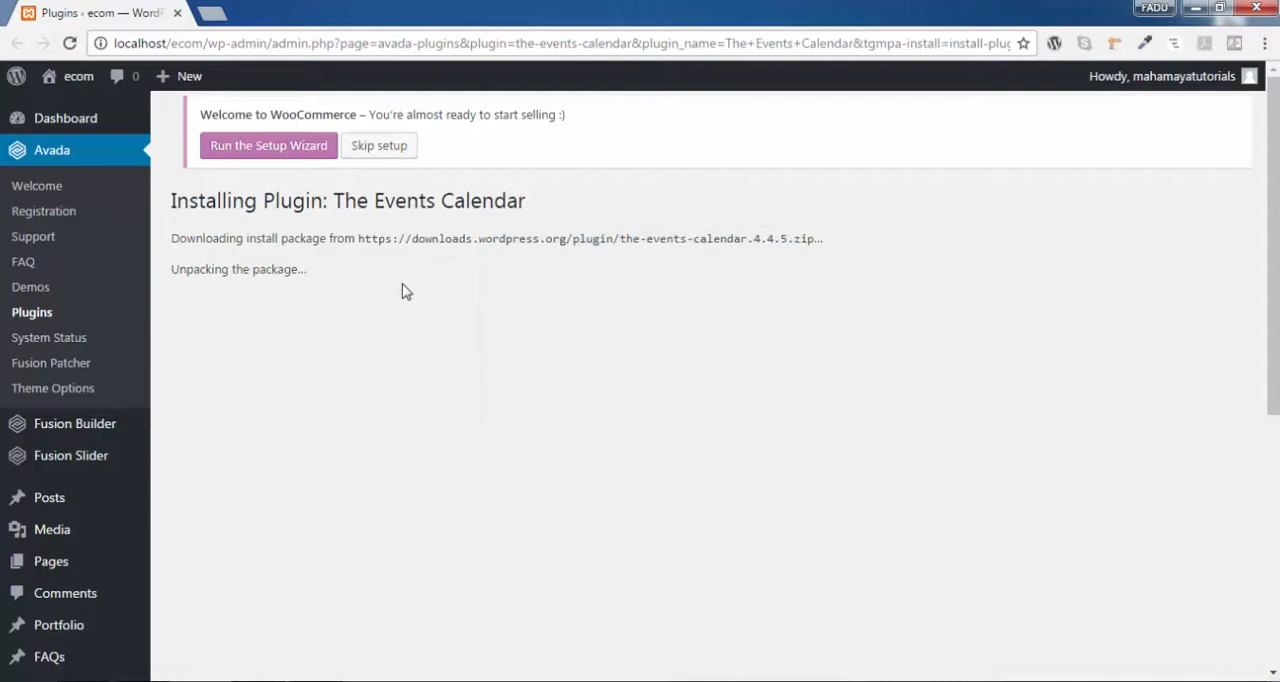 Plugins ‹ ecom — WordP
FADU
localhost/ecom/wp-admin/admin.php?page=avada-plugins&plugin=the-events-calendar&plugin_name=The+Events+Calendar&tgmpa-install=install-plug
ecom
0
New
Howdy, mahamayatutorials
Dashboard
Avada
Welcome
Registration
Support
FAQ
Demos
Plugins
System Status
Fusion Patcher
Theme Options
Fusion Builder
Fusion Slider
Posts
Media
Pages
Comments
Portfolio
FAQs
Welcome to WooCommerce – You're almost ready to start selling :)
Run the Setup Wizard
Skip setup
Installing Plugin: The Events Calendar
Downloading install package from https://downloads.wordpress.org/plugin/the-events-calendar.4.4.5.zip…
Unpacking the package…